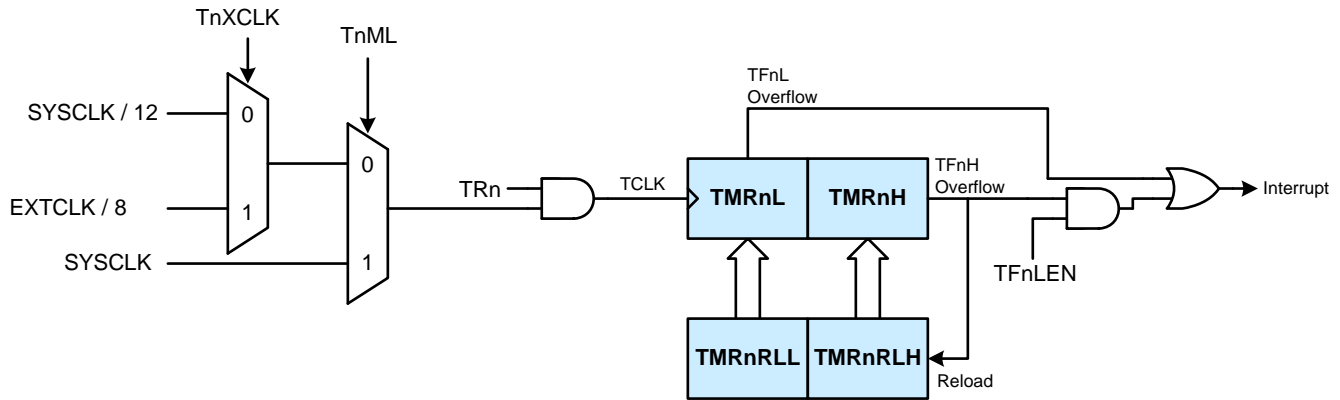 TnXCLK
TnML
SYSCLK / 12
0
EXTCLK / 8
1
SYSCLK
0
1
TRn
TCLK
TFnL
Overflow
TMRnL
TMRnH
TFnH
Overflow
TFnLEN
Interrupt
TMRnRLL
TMRnRLH
Reload